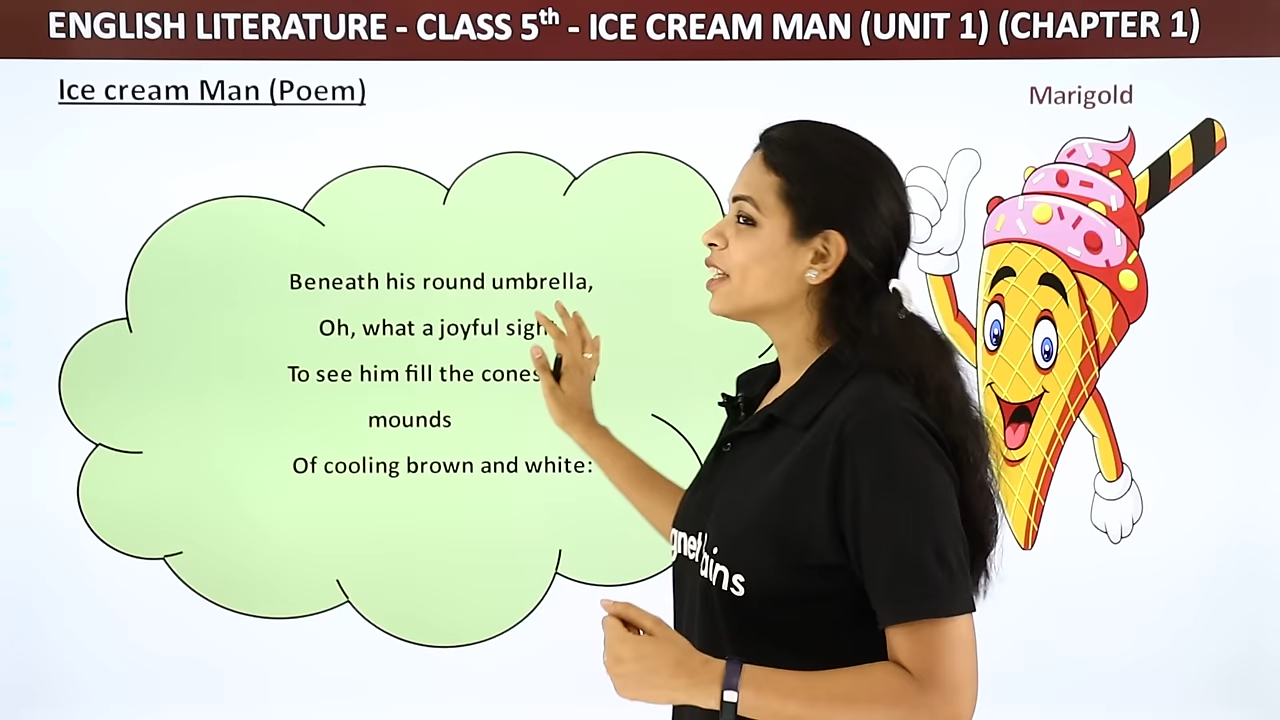 ENGLISH LITERATURE - CLASS 5th - ICE CREAM MAN (UNIT 1) (CHAPTER 1)
Ice cream Man (Poem)
Marigold
Beneath his round umbrella,
Oh, what a joyful
To see him fill the cones
mounds
Of cooling brown and white: